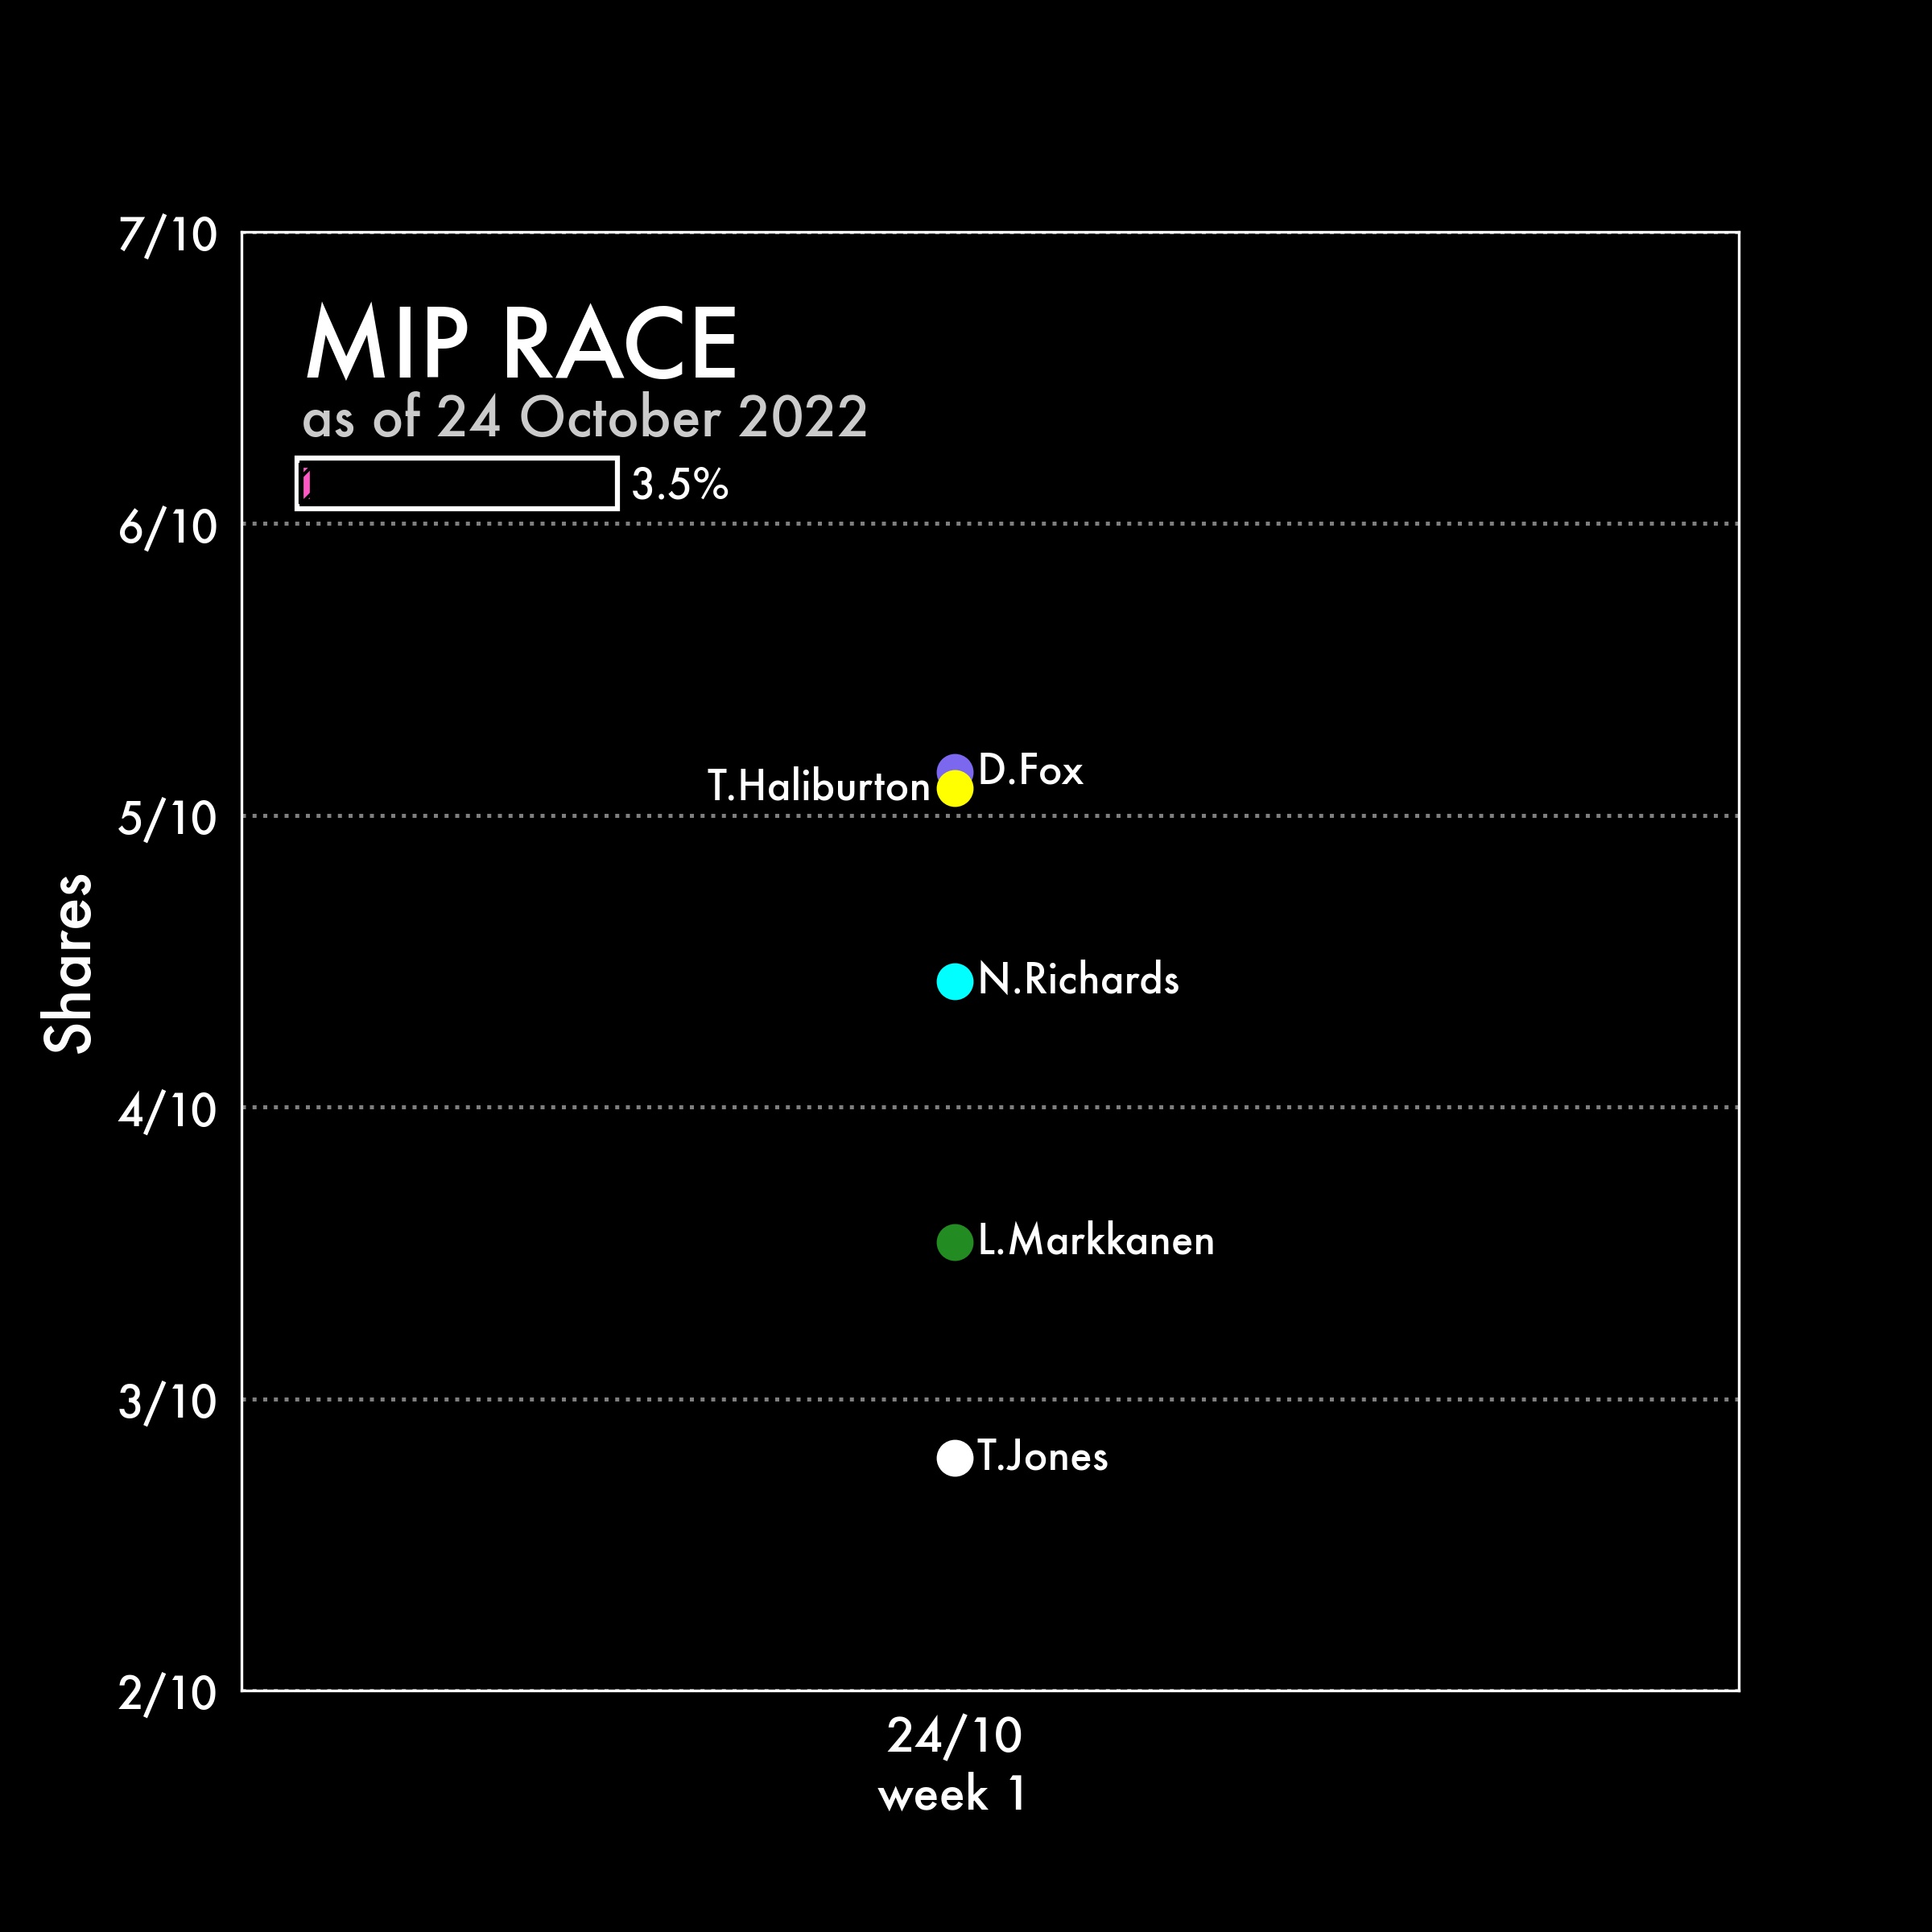 7/10
MIP RACE
as of 24 October 2022
3.5%
6/10
D.Fox
T.Haliburton
5/10
Shares
N.Richards
4/10
L.Markkanen
3/10
T.Jones
2/10
24/10
week 1